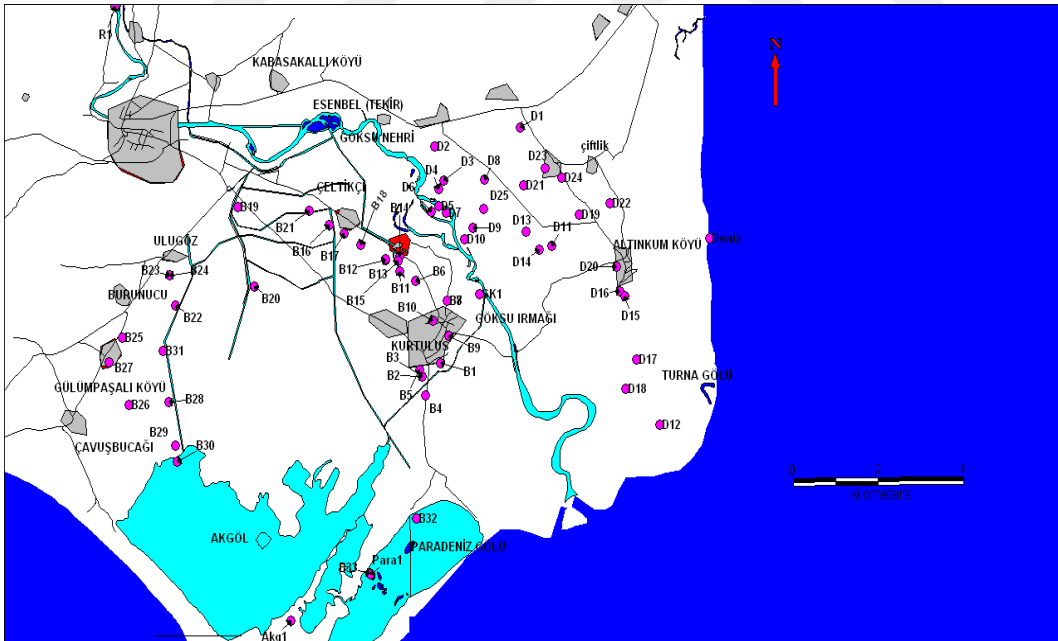 R1
N
KABASAKALLI KÖYÜ
ESENBEL (TEKİR)
GÖKSU NEHRİ
D1
D2
D23
çiftlik
D4
D3
D8
D24
D21
ÇELTİKÇİ
B18
D6
B14
D5
D7
D25
D22
D19
B19
B21
B16
B17
D9
D10
D13
D11
D14
ALTINKUM KÖYÜ
Deniz
ULUGÖZ
B12
B13
B23
B24
B11
B6
D20
BURUNUCU
B20
B15
SK1
D16
D15
B22
B10
GÖKSU IRMAĞI
B25
B9
KURTULUŞ
B31
B3
B1
B27
B2
D17
TURNA GÖLÜ
GÜLÜMPAŞALI KÖYÜ
B5
D18
B26
B28
B4
D12
ÇAVUŞBUCAĞI
B29
B30
0 2 4
kilometers
B32
AKGÖL
PARADENİZ GÖLÜ
B33
Para1
Akg1